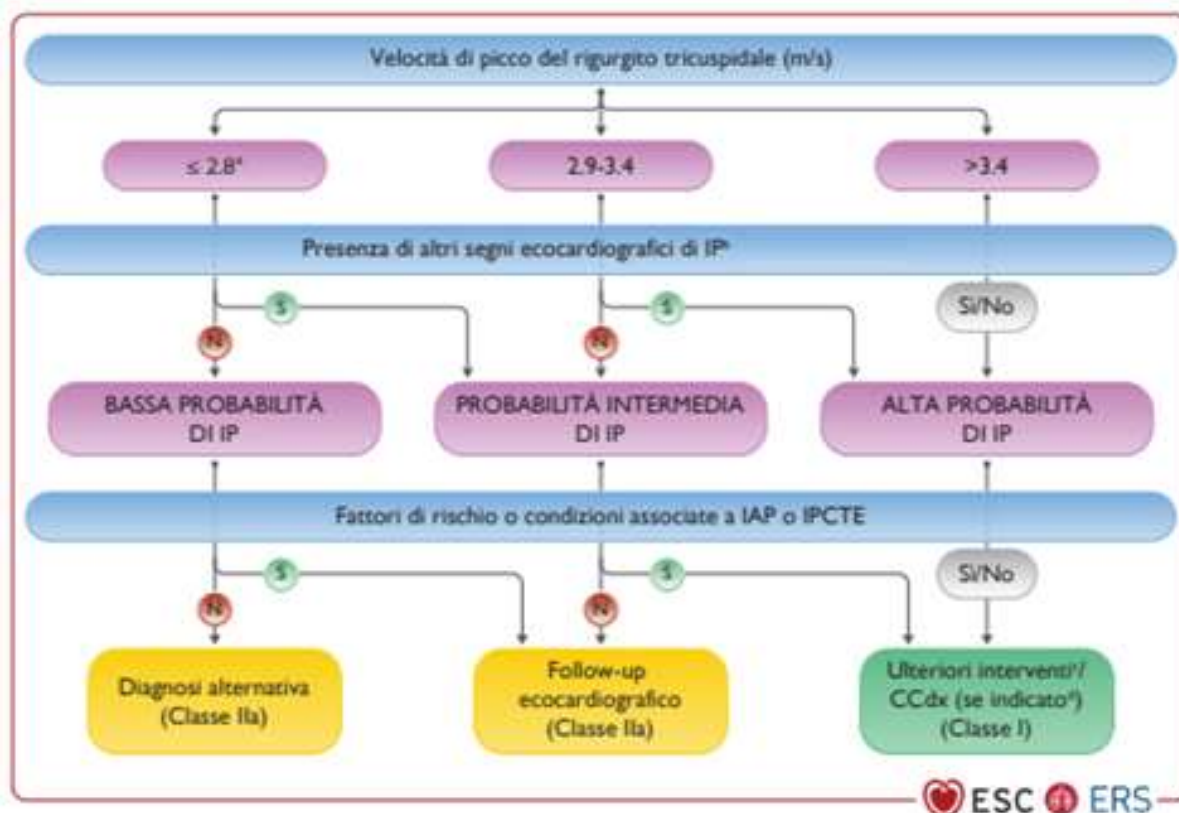 Velocità di picco del rigurgito tricuspidale (m/s)
≤ 2.8ᵃ
2.9-3.4
>3.4
Presenza di altri segni ecocardiografici di IPᵇ
S
S
Sì/No
N
N
BASSA PROBABILITÀ
DI IP
PROBABILITÀ INTERMEDIA
DI IP
ALTA PROBABILITÀ
DI IP
Fattori di rischio o condizioni associate a IAP o IPCTE
S
S
Sì/No
N
N
Diagnosi alternativa
(Classe IIa)
Follow-up
ecocardiografico
(Classe IIa)
Ulteriori interventiᶜ/
CCdx (se indicatoᵈ)
(Classe I)
ESC ERS